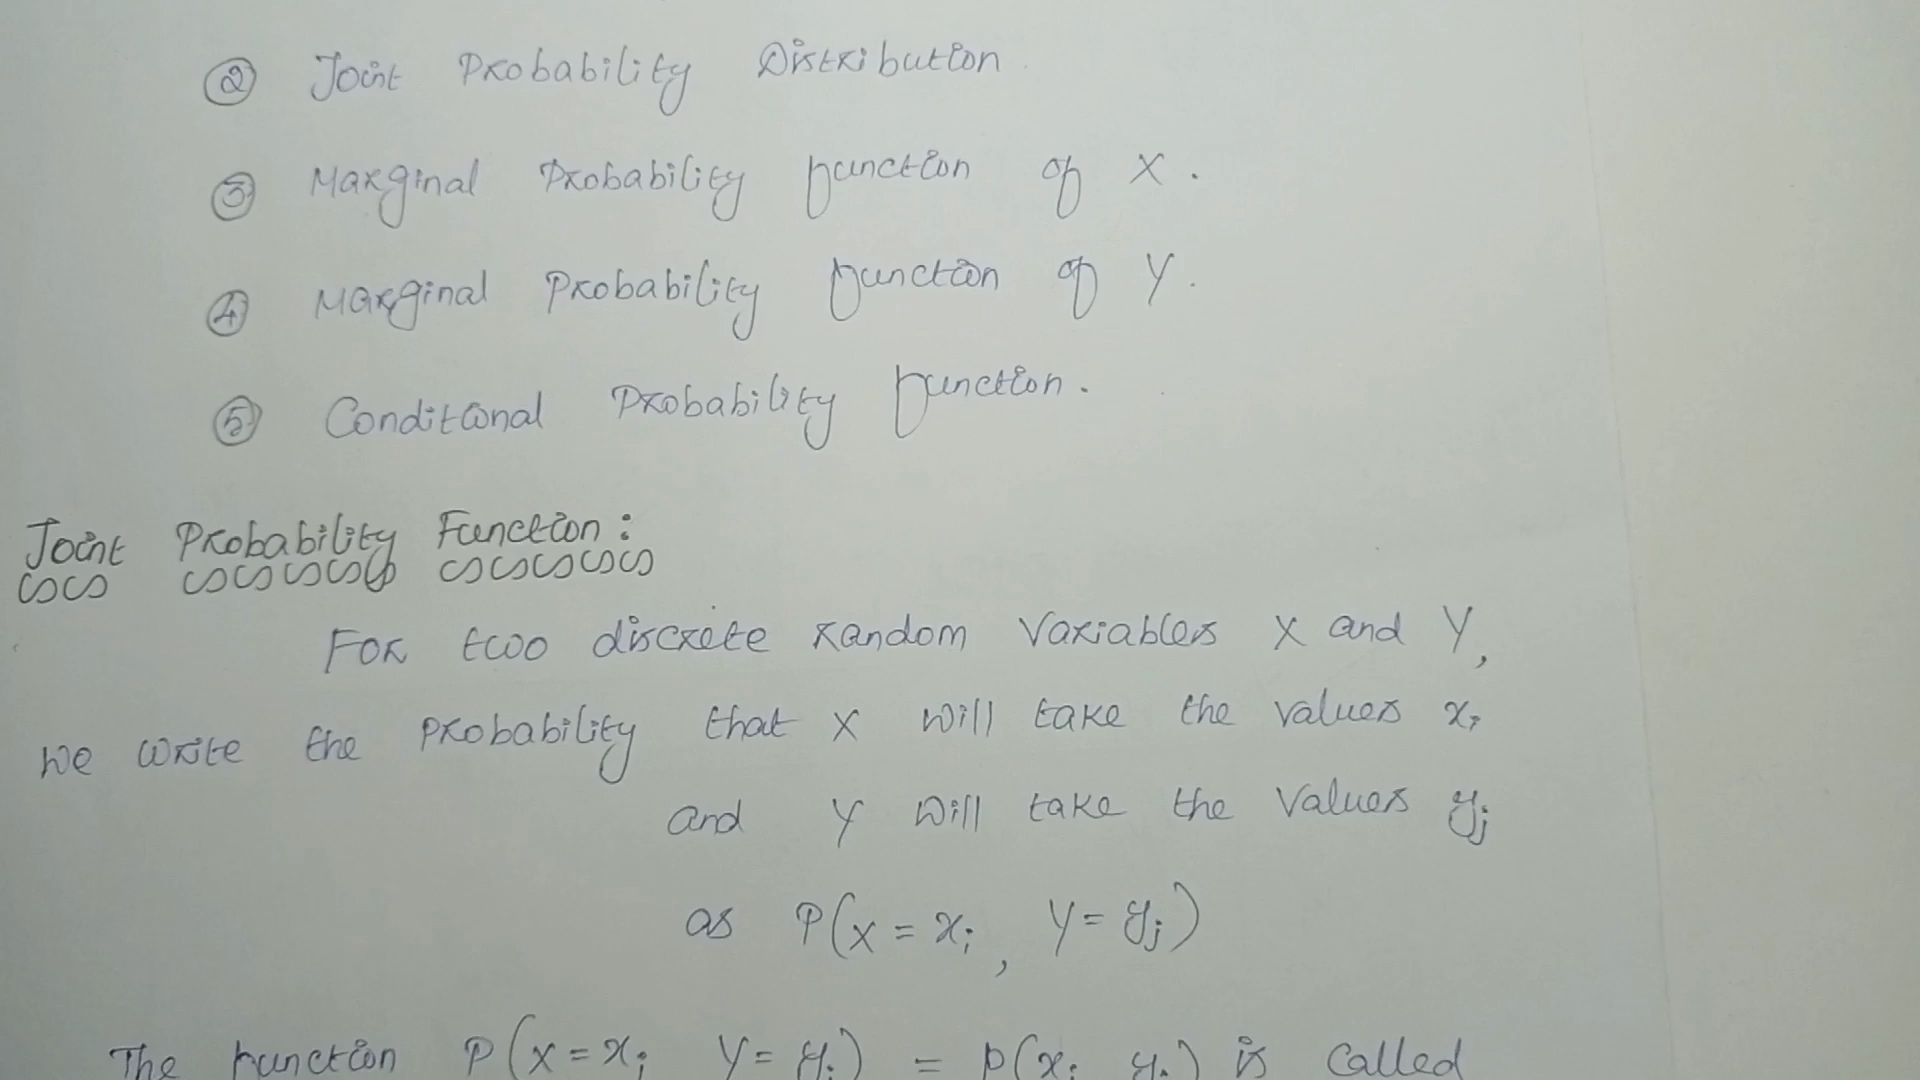 ② Joint Probability Distribution.
③ Marginal Probability function of X.
④ Marginal Probability function of Y.
⑤ Conditional Probability function.
Joint Probability Function:
For two discrete random variables X and Y,
we write the probability that X will take the values xᵢ
and Y will take the values yⱼ
as P(X = xᵢ, Y = yⱼ)
The function P(X = xᵢ Y = yⱼ) = p(xᵢ yⱼ) is called